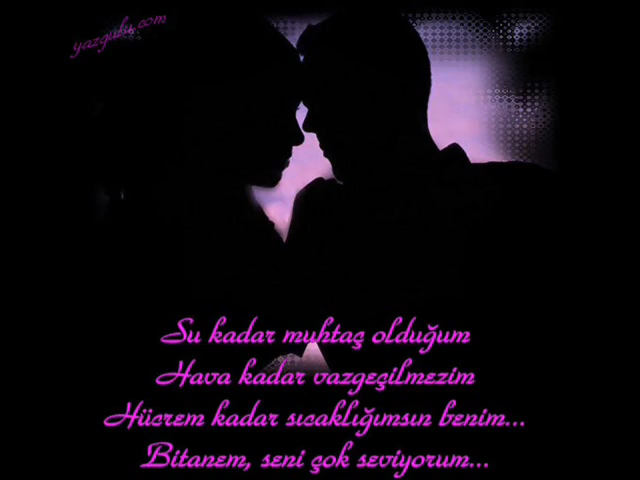 yazgulu.com
Su kadar muhtaç olduğum
Hava kadar vazgeçilmezim
Hücrem kadar sıcaklığımsın benim...
Bitanem, seni çok seviyorum...